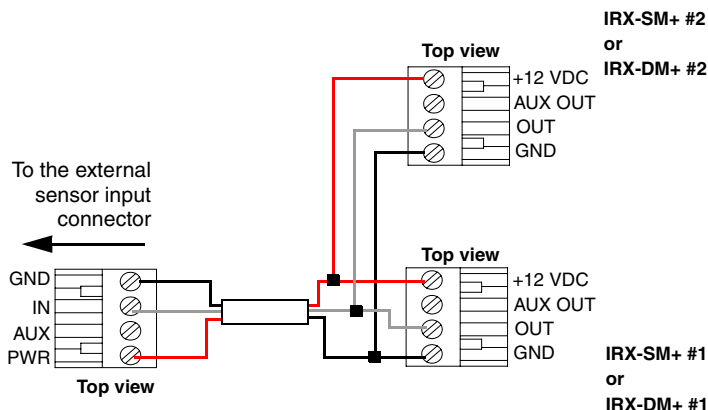 IRX-SM+ #2
or
IRX-DM+ #2
Top view
+12 VDC
AUX OUT
OUT
GND
To the external
sensor input
connector
GND
IN
AUX
PWR
Top view
Top view
+12 VDC
AUX OUT
OUT
GND
IRX-SM+ #1
or
IRX-DM+ #1